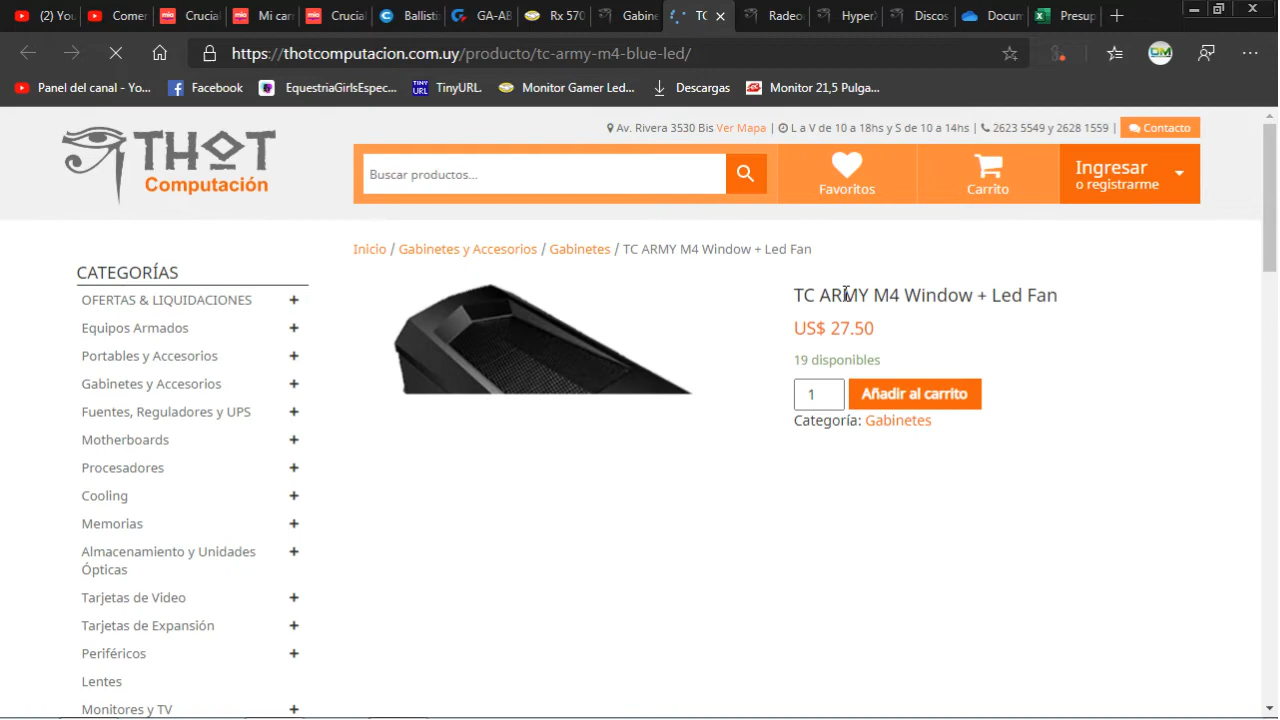 (2) You
Come
Crucial
Mi car
Crucial
Ballisti
GA-AB
Rx 570
Gabine
TC
Radeo
Hyper
Discos
Docum
Presup
https://thotcomputacion.com.uy/producto/tc-army-m4-blue-led/
Panel del canal - Yo...
Facebook
EquestriaGirlsEspec...
TINY URL
TinyURL
Monitor Gamer Led...
Descargas
Monitor 21,5 Pulga...
THOT
Computación
Av. Rivera 3530 Bis Ver Mapa | L a V de 10 a 18hs y S de 10 a 14hs | 2623 5549 y 2628 1559 | Contacto
Buscar productos...
Favoritos
Carrito
Ingresar
o registrarme
Inicio / Gabinetes y Accesorios / Gabinetes / TC ARMY M4 Window + Led Fan
CATEGORÍAS
OFERTAS & LIQUIDACIONES +
Equipos Armados +
Portables y Accesorios +
Gabinetes y Accesorios +
Fuentes, Reguladores y UPS +
Motherboards +
Procesadores +
Cooling +
Memorias +
Almacenamiento y Unidades +
Ópticas
Tarjetas de Video +
Tarjetas de Expansión +
Periféricos +
Lentes
Monitores y TV +
TC ARMY M4 Window + Led Fan
US$ 27.50
19 disponibles
1
Añadir al carrito
Categoría: Gabinetes